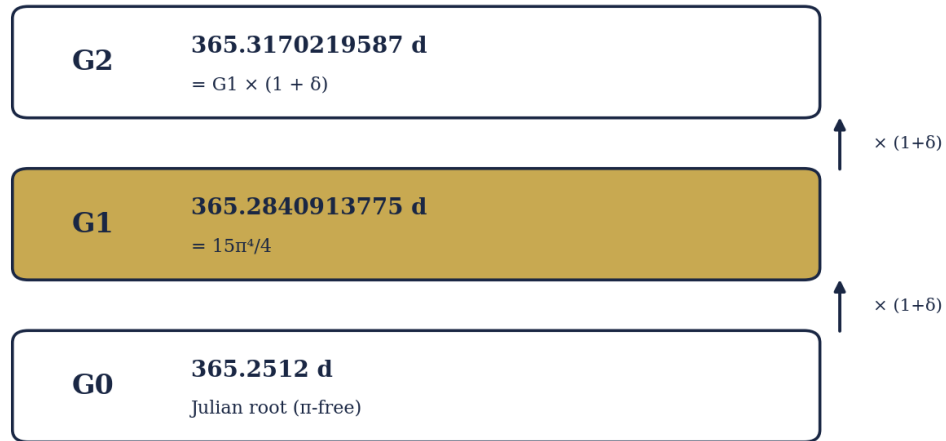 G2
365.3170219587 d
= G1 × (1 + δ)
× (1+δ)
G1
365.2840913775 d
= 15π⁴/4
× (1+δ)
G0
365.2512 d
Julian root (π-free)